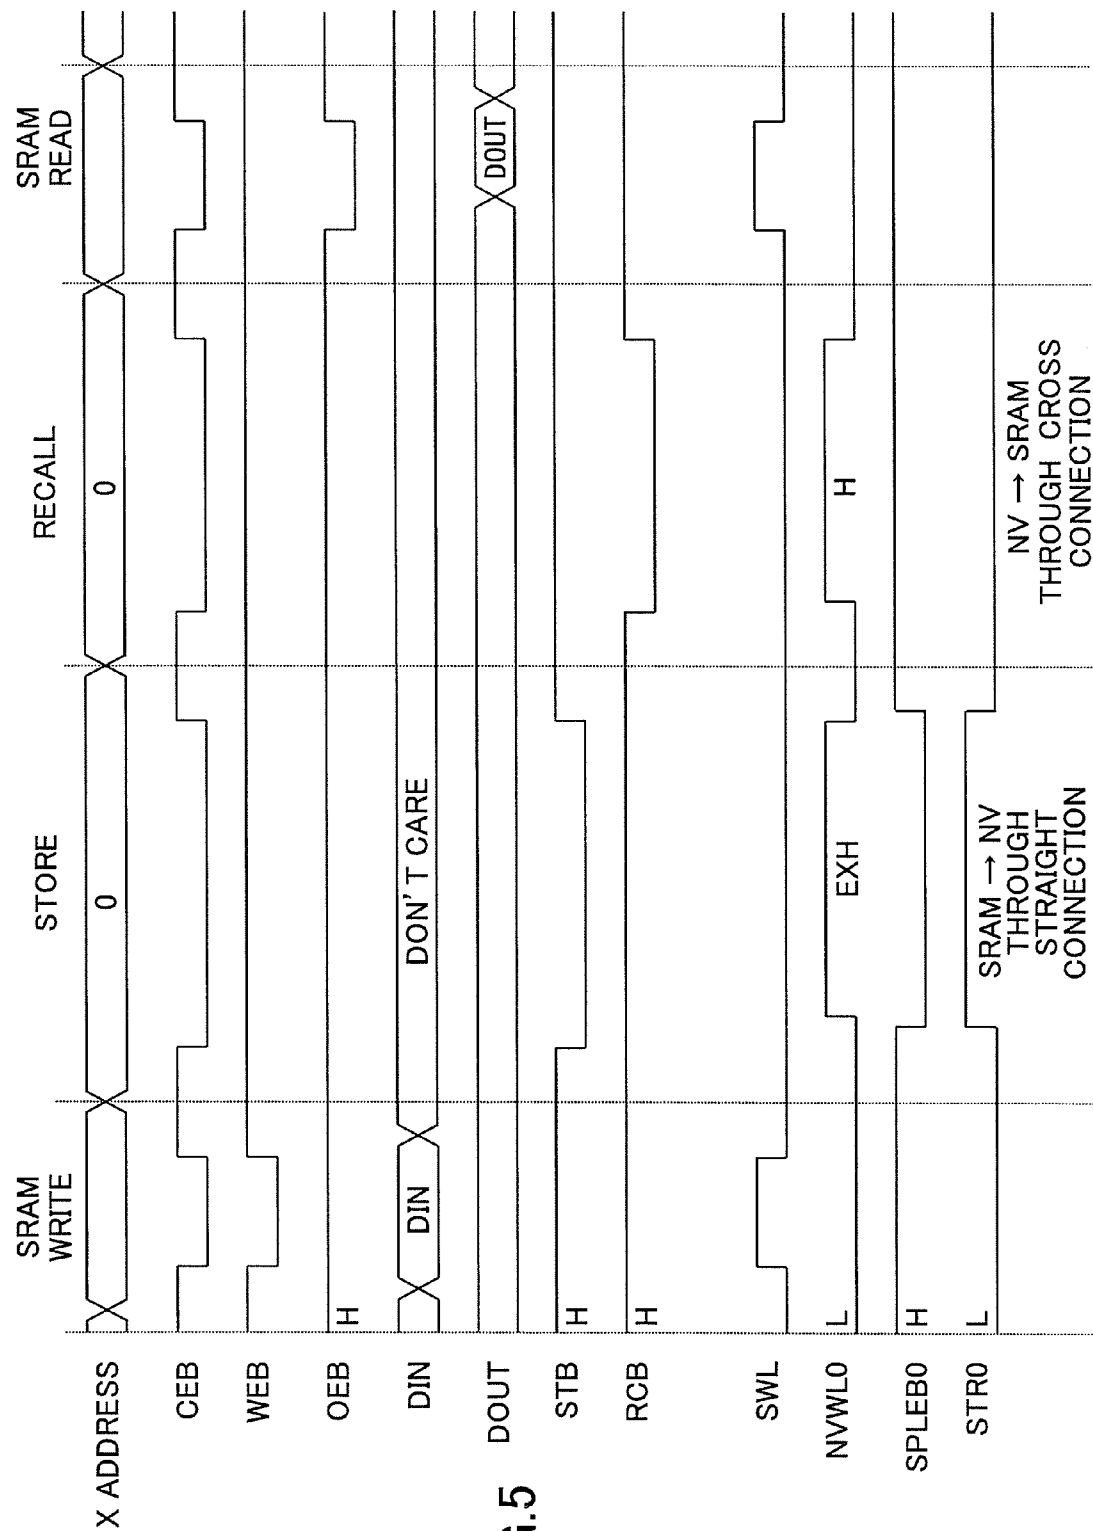 SRAM
WRITE
STORE
RECALL
SRAM
READ
X ADDRESS
0
0
CEB
WEB
OEB
H
DIN
DIN
DON'T CARE
DOUT
DOUT
STB
H
RCB
H
SWL
NVWL0
L
EXH
H
SPLEB0
H
STR0
L
SRAM → NV
THROUGH
STRAIGHT
CONNECTION
NV → SRAM
THROUGH CROSS
CONNECTION
G.5